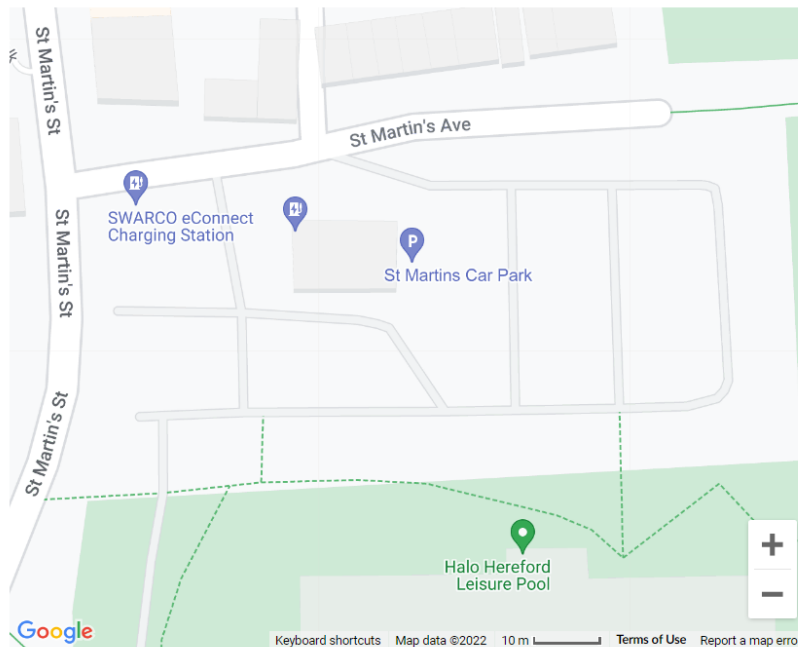 St Martin's St
St Martin's Ave
SWARCO eConnect
Charging Station
St Martin's St
P
St Martins Car Park
St Martin's St
Halo Hereford
Leisure Pool
+
−
Google
Keyboard shortcuts Map data ©2022 10 m Terms of Use Report a map erro